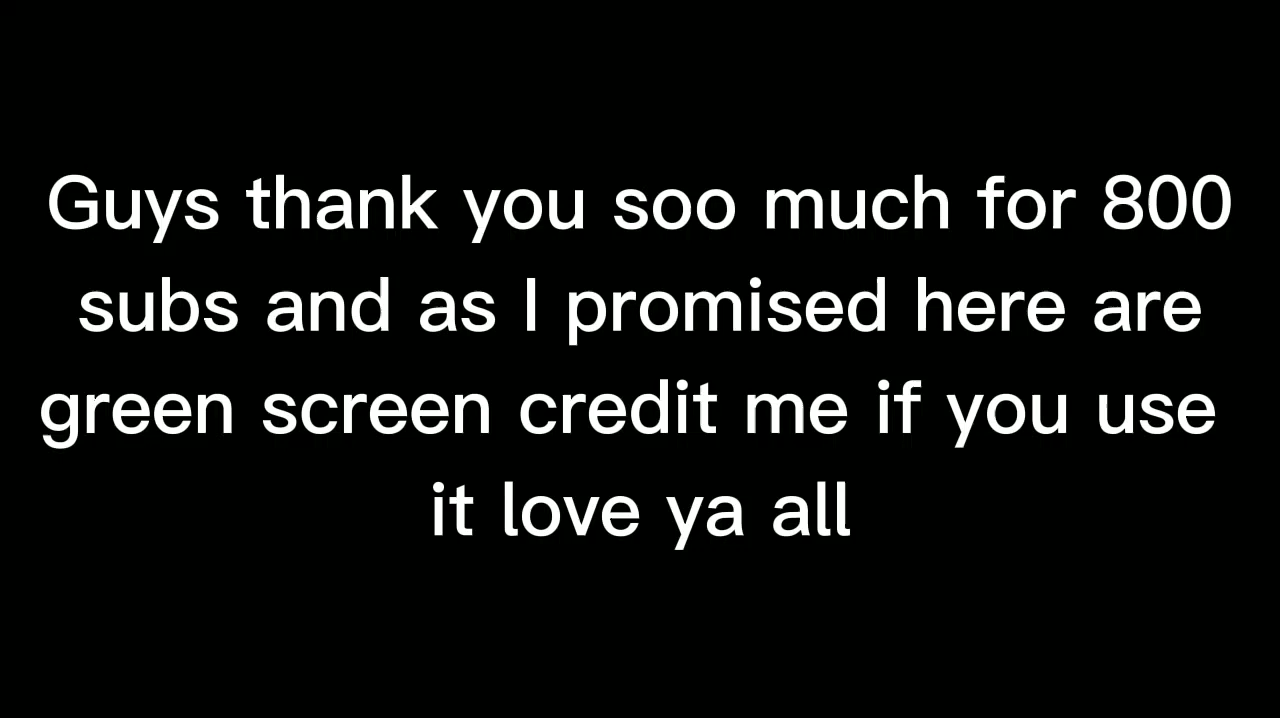 Guys thank you soo much for 800
subs and as I promised here are
green screen credit me if you use
it love ya all